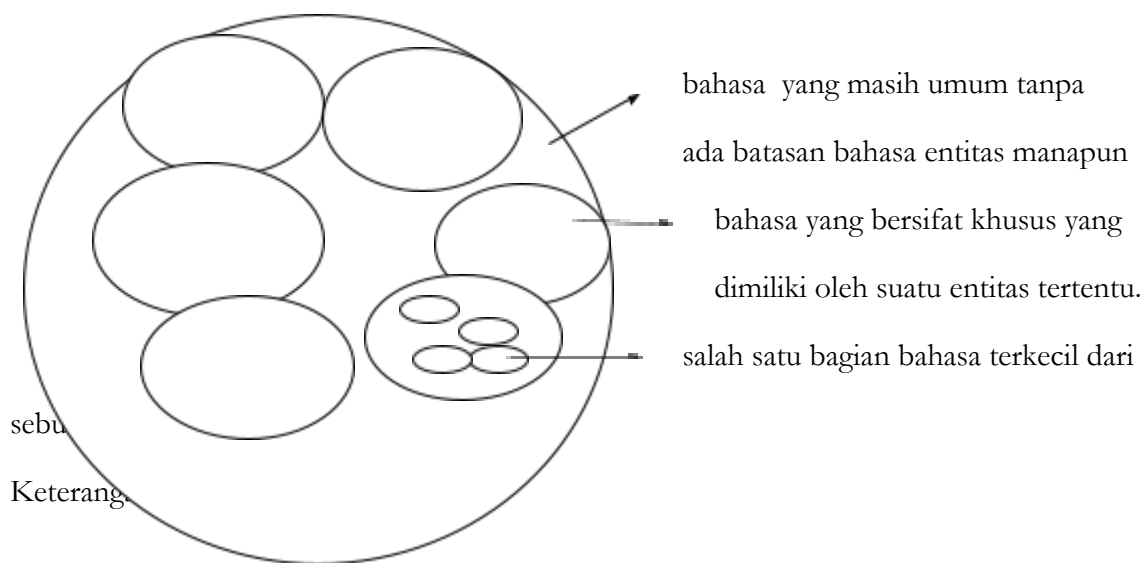 bahasa  yang masih umum tanpa
ada batasan bahasa entitas manapun
bahasa yang bersifat khusus yang
dimiliki oleh suatu entitas tertentu.
salah satu bagian bahasa terkecil dari